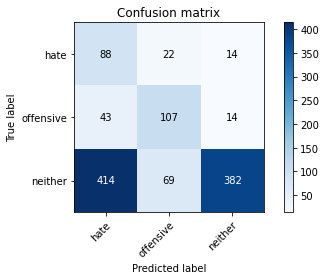 Confusion matrix
True label
hate
offensive
neither
88 22 14
43 107 14
414 69 382
hate
offensive
neither
Predicted label
400
350
300
250
200
150
100
50